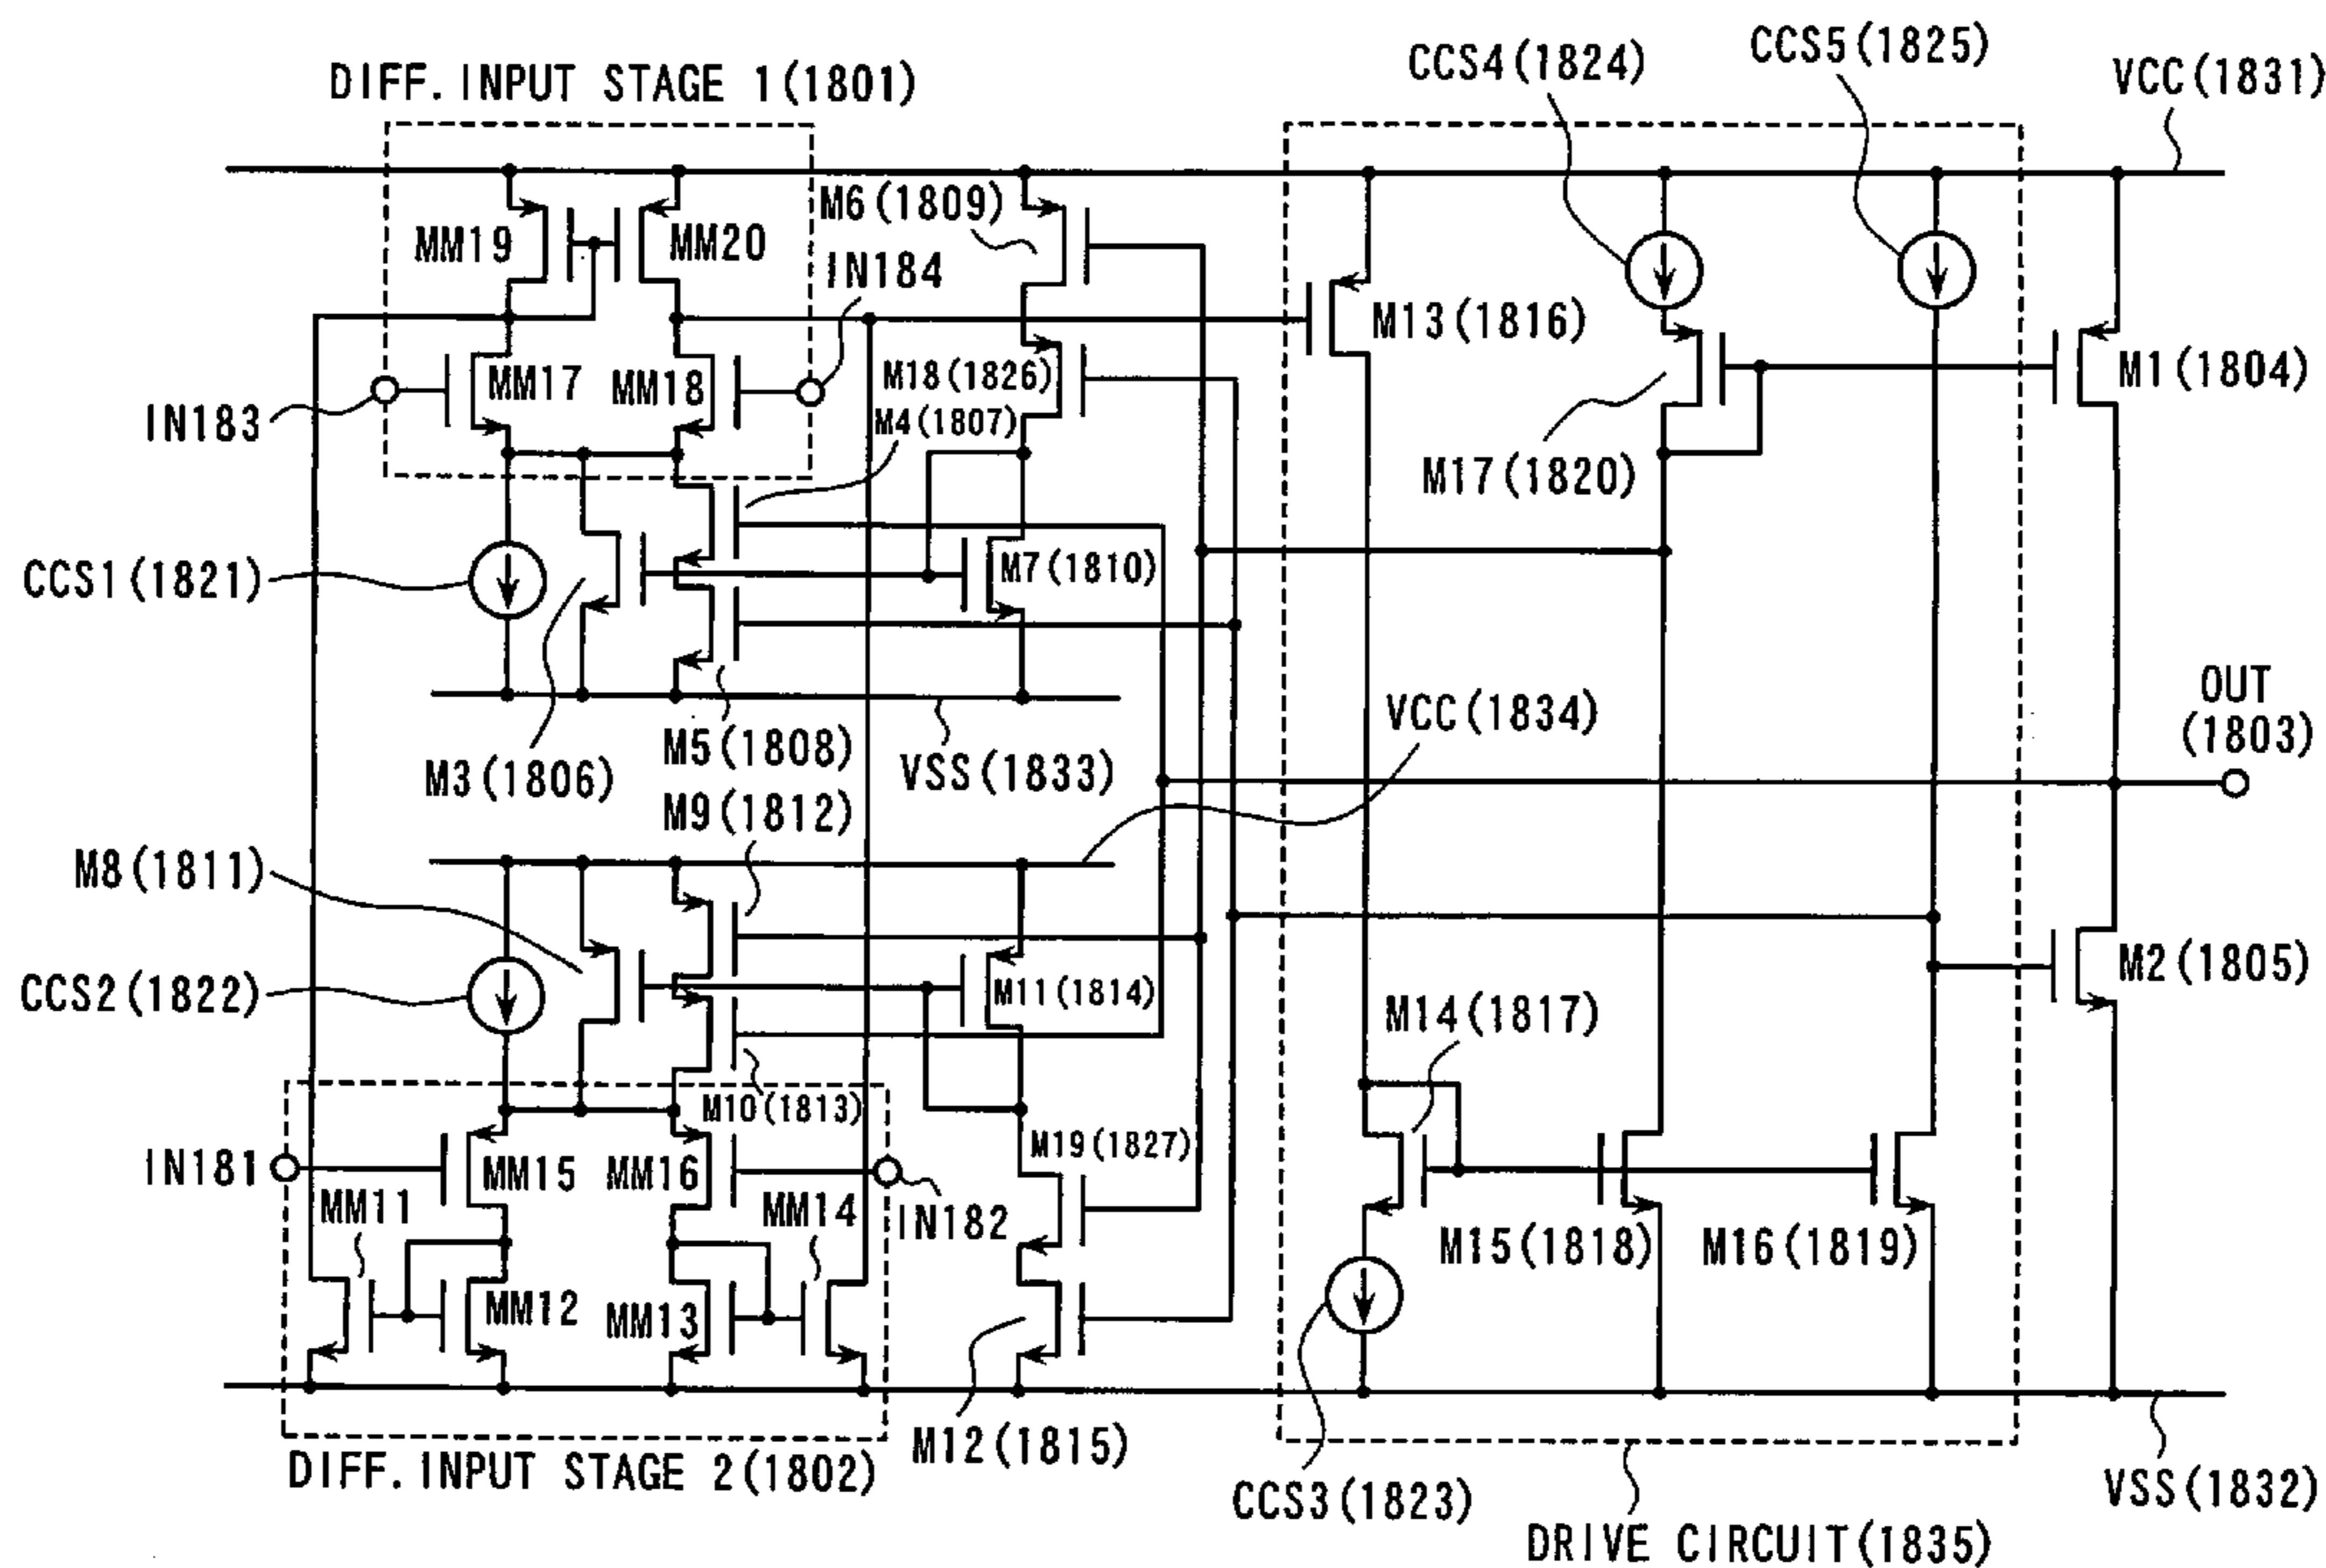 DIFF. INPUT STAGE 1(1801)
CCS4(1824)
CCS5(1825)
VCC(1831)
M6(1809)
MM19
MM20
IN184
M13(1816)
M1(1804)
IN183
MM17
MM18
M18(1826)
M4(1807)
M17(1820)
CCS1(1821)
M7(1810)
OUT
(1803)
M3(1806)
M5(1808)
VSS(1833)
VCC(1834)
M9(1812)
M8(1811)
CCS2(1822)
M11(1814)
M2(1805)
M14(1817)
M10(1813)
IN181
MM15
MM16
M19(1827)
MM11
MM14
IN182
M15(1818)
M16(1819)
MM12
MM13
M12(1815)
DIFF. INPUT STAGE 2(1802)
CCS3(1823)
VSS(1832)
DRIVE CIRCUIT(1835)